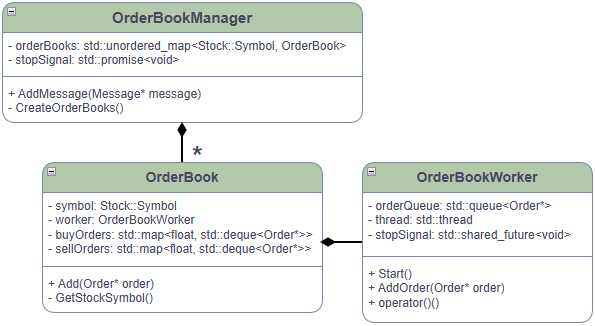 OrderBookManager
- orderBooks: std::unordered_map<Stock::Symbol, OrderBook>
- stopSignal: std::promise<void>
+ AddMessage(Message* message)
- CreateOrderBooks()
*
OrderBook
- symbol: Stock::Symbol
- worker: OrderBookWorker
- buyOrders: std::map<float, std::deque<Order*>>
- sellOrders: std::map<float, std::deque<Order*>>
+ Add(Order* order)
- GetStockSymbol()
OrderBookWorker
- orderQueue: std::queue<Order*>
- thread: std::thread
- stopSignal: std::shared_future<void>
+ Start()
+ AddOrder(Order* order)
+ operator()()